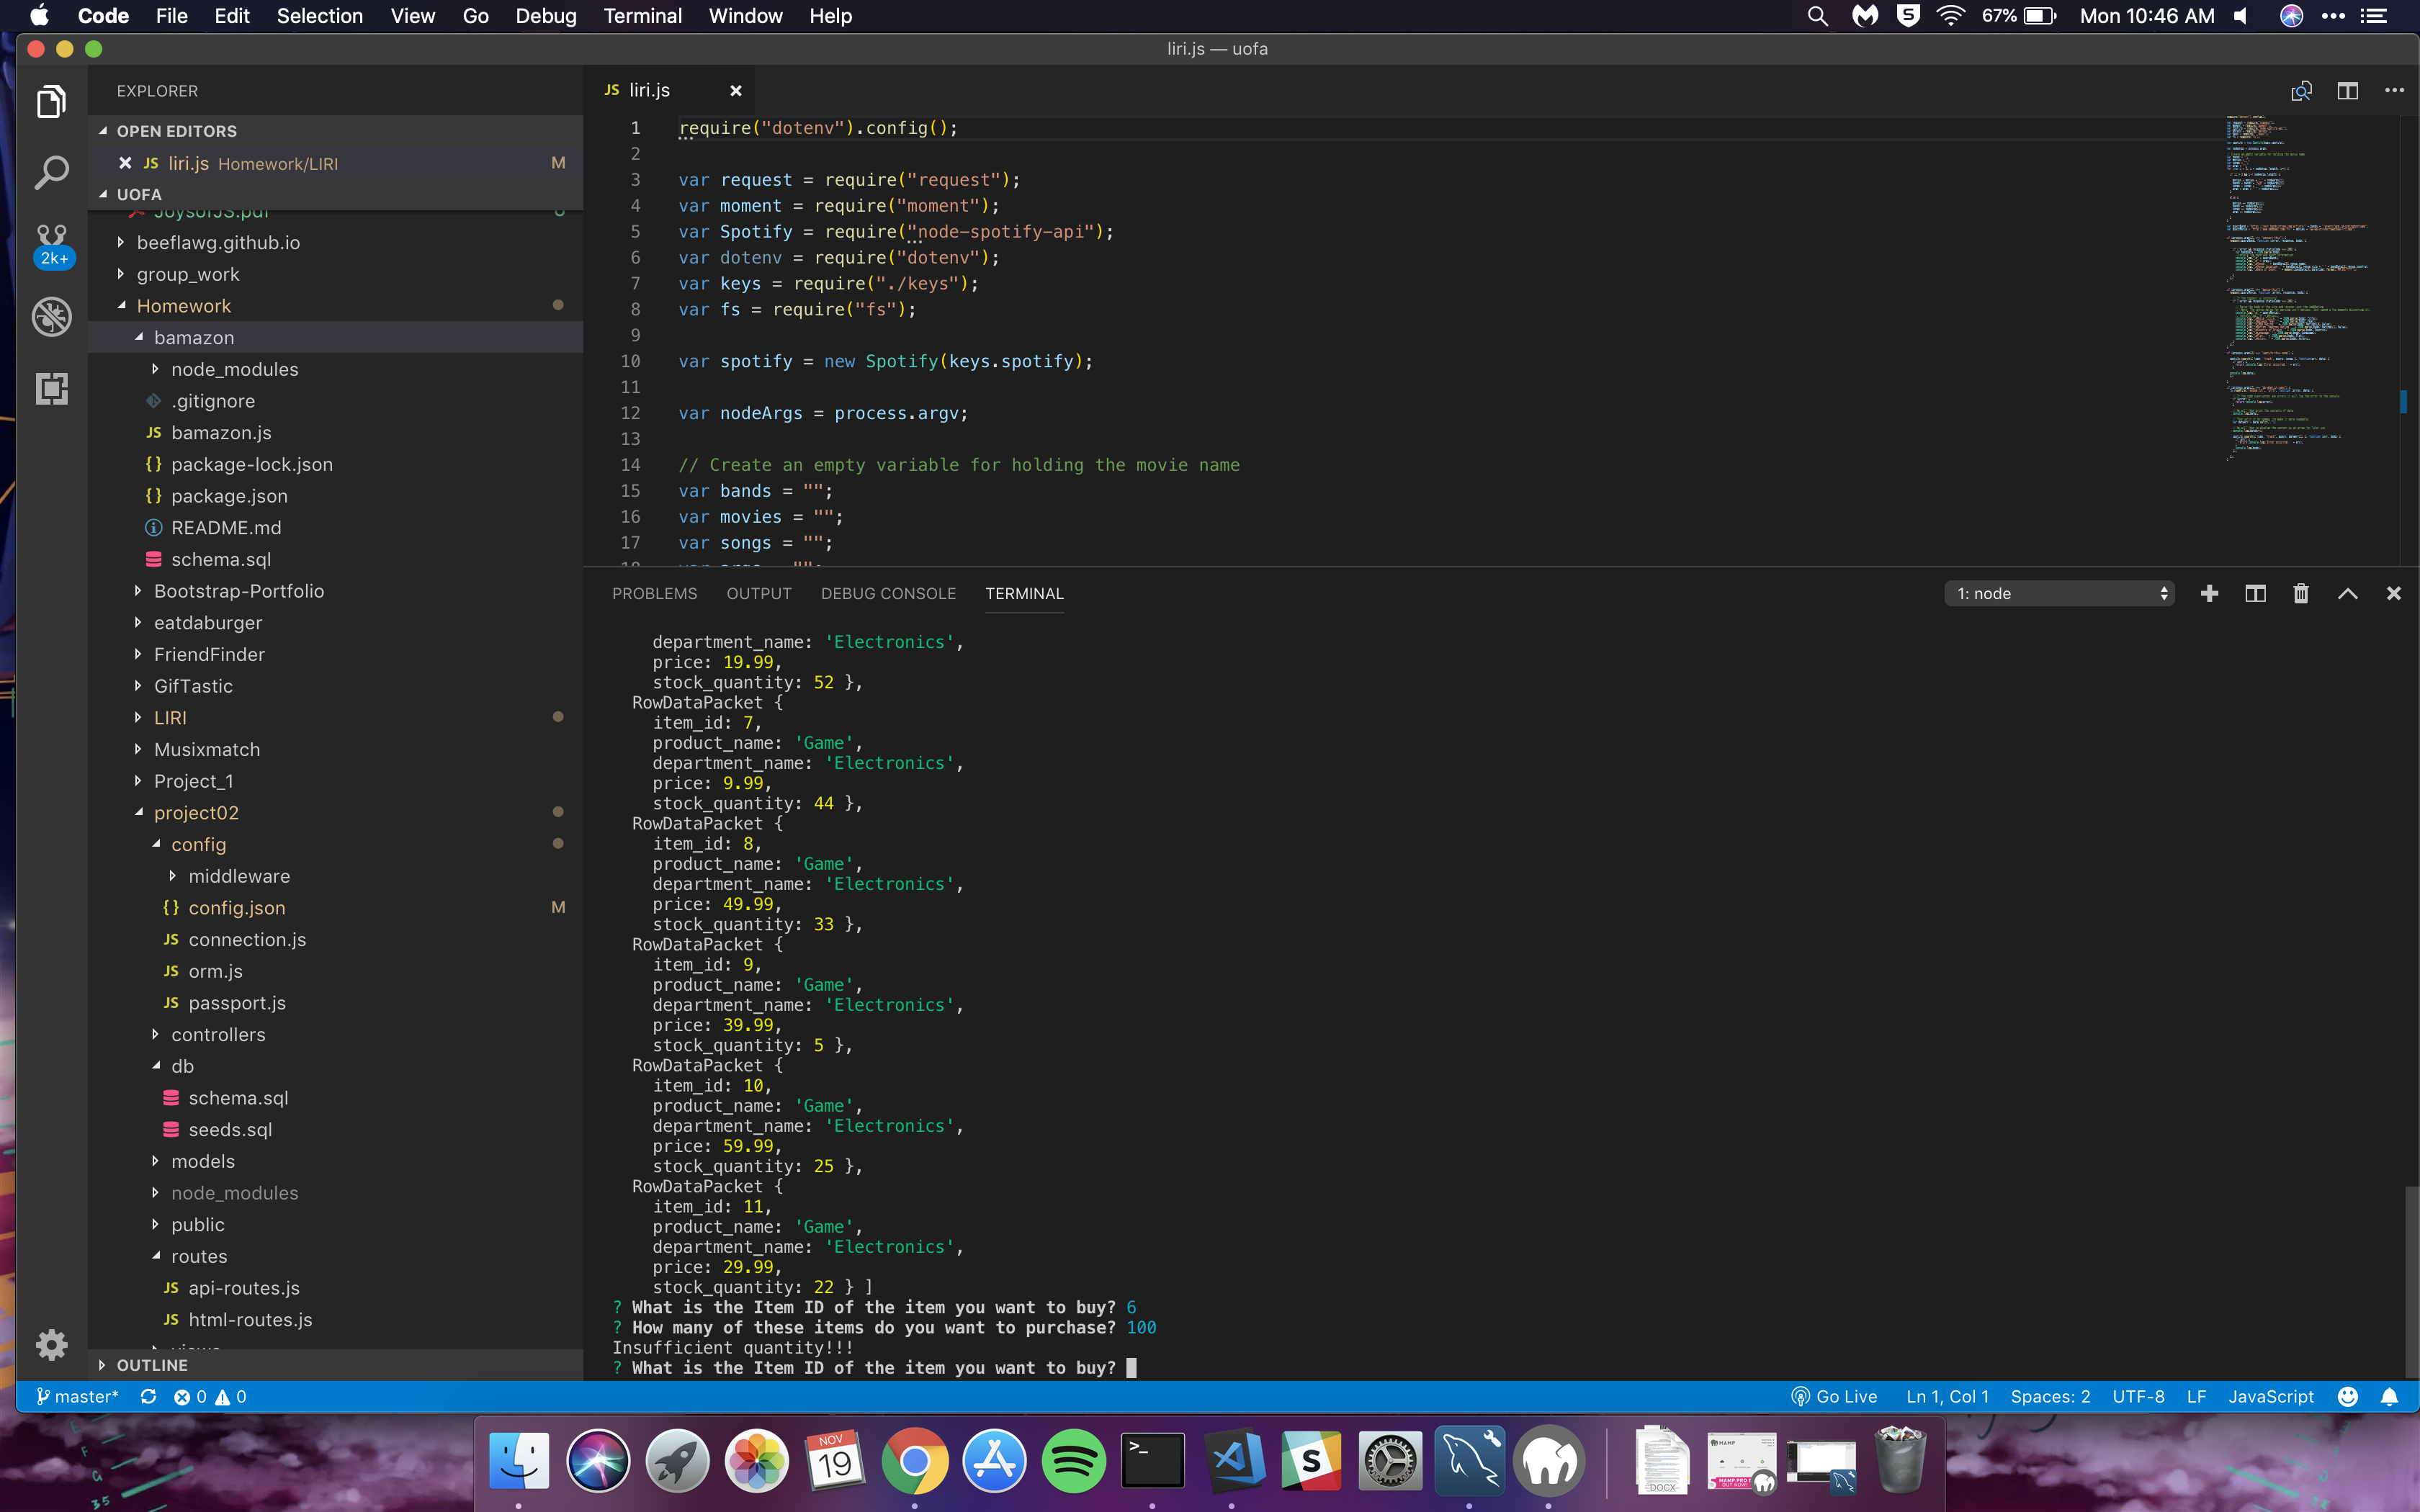 Code File Edit Selection View Go Debug Terminal Window Help
67% Mon 10:46 AM
liri.js — uofa
EXPLORER
OPEN EDITORS
JS liri.js Homework/LIRI M
UOFA
JoysofJS.pdf U
beeflawg.github.io
group_work
Homework
bamazon
node_modules
.gitignore
JS bamazon.js
{} package-lock.json
{} package.json
README.md
schema.sql
Bootstrap-Portfolio
eatdaburger
FriendFinder
GifTastic
LIRI
Musixmatch
Project_1
project02
config
middleware
{} config.json M
JS connection.js
JS orm.js
JS passport.js
controllers
db
schema.sql
seeds.sql
models
node_modules
public
routes
JS api-routes.js
JS html-routes.js
views
OUTLINE
2k+
JS liri.js
1 require("dotenv").config();
2
3 var request = require("request");
4 var moment = require("moment");
5 var Spotify = require("node-spotify-api");
6 var dotenv = require("dotenv");
7 var keys = require("./keys");
8 var fs = require("fs");
9
10 var spotify = new Spotify(keys.spotify);
11
12 var nodeArgs = process.argv;
13
14 // Create an empty variable for holding the movie name
15 var bands = "";
16 var movies = "";
17 var songs = "";
18 var args = "";
PROBLEMS OUTPUT DEBUG CONSOLE TERMINAL 1: node
department_name: 'Electronics',
price: 19.99,
stock_quantity: 52 },
RowDataPacket {
item_id: 7,
product_name: 'Game',
department_name: 'Electronics',
price: 9.99,
stock_quantity: 44 },
RowDataPacket {
item_id: 8,
product_name: 'Game',
department_name: 'Electronics',
price: 49.99,
stock_quantity: 33 },
RowDataPacket {
item_id: 9,
product_name: 'Game',
department_name: 'Electronics',
price: 39.99,
stock_quantity: 5 },
RowDataPacket {
item_id: 10,
product_name: 'Game',
department_name: 'Electronics',
price: 59.99,
stock_quantity: 25 },
RowDataPacket {
item_id: 11,
product_name: 'Game',
department_name: 'Electronics',
price: 29.99,
stock_quantity: 22 } ]
? What is the Item ID of the item you want to buy? 6
? How many of these items do you want to purchase? 100
Insufficient quantity!!!
? What is the Item ID of the item you want to buy?
master* 0 0 Go Live Ln 1, Col 1 Spaces: 2 UTF-8 LF JavaScript
NOV
19
>_
S
DOCX
MAMP
35